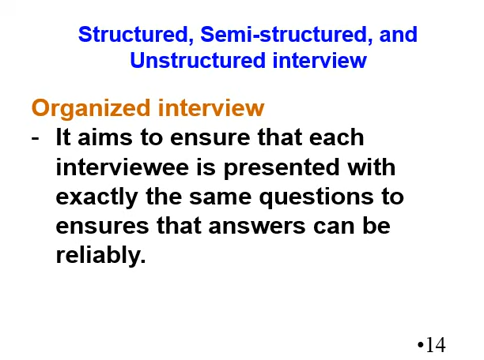 Structured, Semi-structured, and
Unstructured interview
Organized interview
- It aims to ensure that each
interviewee is presented with
exactly the same questions to
ensures that answers can be
reliably.
•14